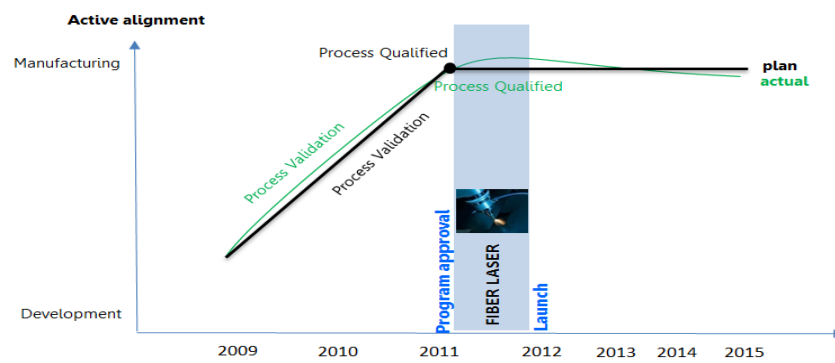 Active alignment
Manufacturing
Process Qualified
plan
actual
Process Qualified
Process Validation
Process Validation
Program approval
FIBER LASER
Launch
Development
2009 2010 2011 2012 2013 2014 2015